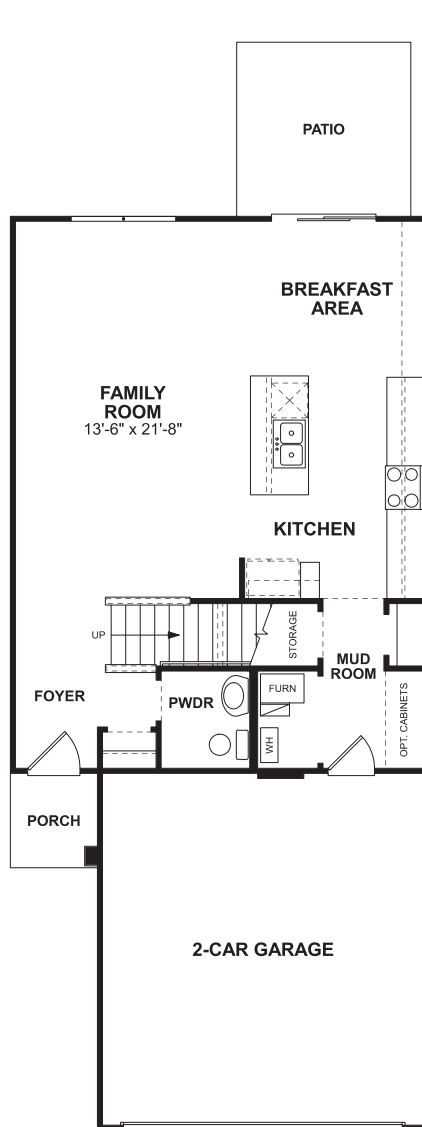 PATIO
BREAKFAST
AREA
FAMILY
ROOM
13'-6" x 21'-8"
KITCHEN
UP
STORAGE
MUD
ROOM
FOYER
PWDR
FURN
OPT. CABINETS
WH
PORCH
2-CAR GARAGE